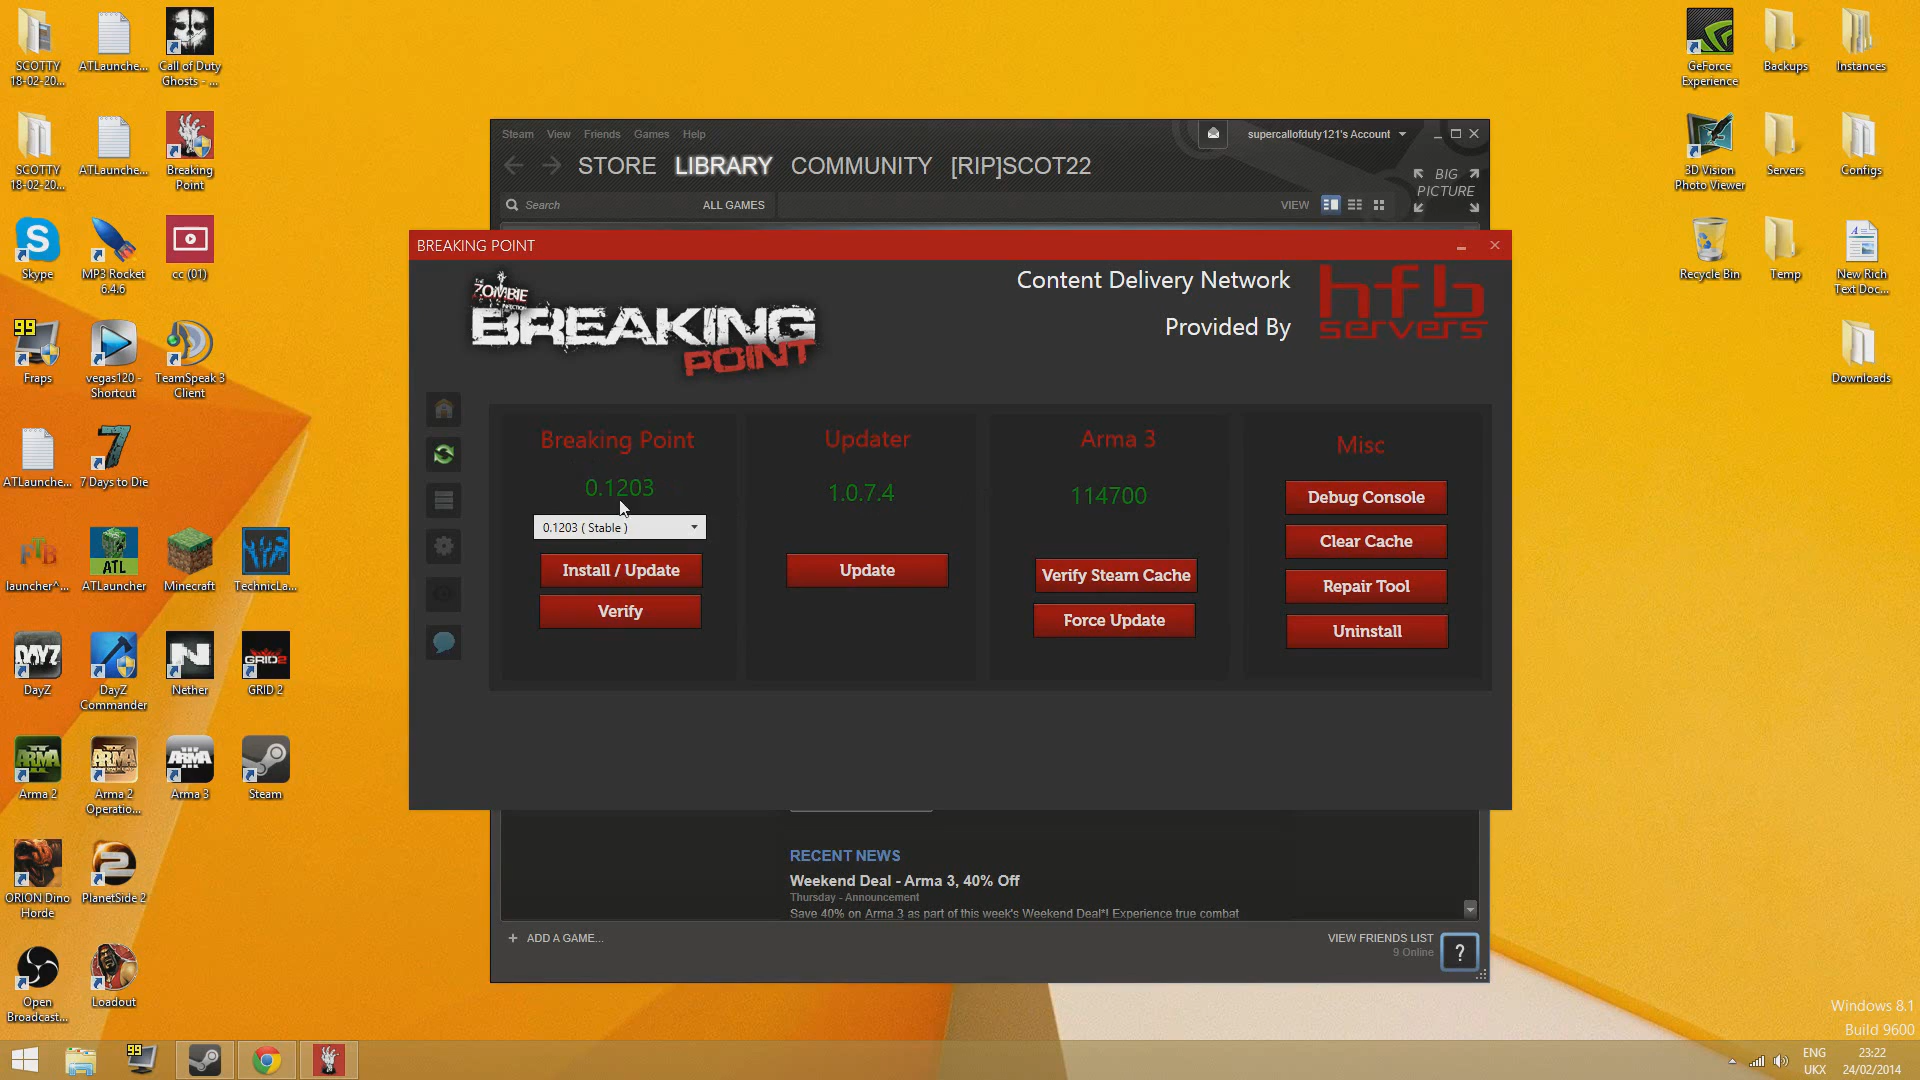 SCOTTY
18-02-20...
ATLaunche...
Call of Duty
Ghosts - ...
SCOTTY
18-02-20...
ATLaunche...
Breaking
Point
Skype
MP3 Rocket
6.4.6
cc (01)
99
Fraps
vegas120 -
Shortcut
TeamSpeak 3
Client
ATLaunche...
7 Days to Die
launcher^...
ATL
ATLauncher
Minecraft
TechnicLa...
DAYZ
DayZ
DayZ
Commander
Nether
GRID 2
Arma 2
Arma 2
Operatio...
Arma 3
Steam
ORION Dino
Horde
PlanetSide 2
Open
Broadcast...
Loadout
GeForce
Experience
Backups
Instances
3D Vision
Photo Viewer
Servers
Configs
Recycle Bin
Temp
New Rich
Text Doc...
Downloads
Steam View Friends Games Help
supercallofduty121's Account
STORE LIBRARY COMMUNITY [RIP]SCOT22
BIG
PICTURE
Search
ALL GAMES
VIEW
BREAKING POINT
ZOMBIE
INFECTION
BREAKING
POINT
Content Delivery Network
Provided By
hfb
servers
Breaking Point
0.1203
0.1203 ( Stable )
Install / Update
Verify
Updater
1.0.7.4
Update
Arma 3
114700
Verify Steam Cache
Force Update
Misc
Debug Console
Clear Cache
Repair Tool
Uninstall
RECENT NEWS
Weekend Deal - Arma 3, 40% Off
Thursday - Announcement
Save 40% on Arma 3 as part of this week's Weekend Deal*! Experience true combat
+ ADD A GAME...
VIEW FRIENDS LIST
9 Online
?
Windows 8.1
Build 9600
99
ENG
UKX
23:22
24/02/2014